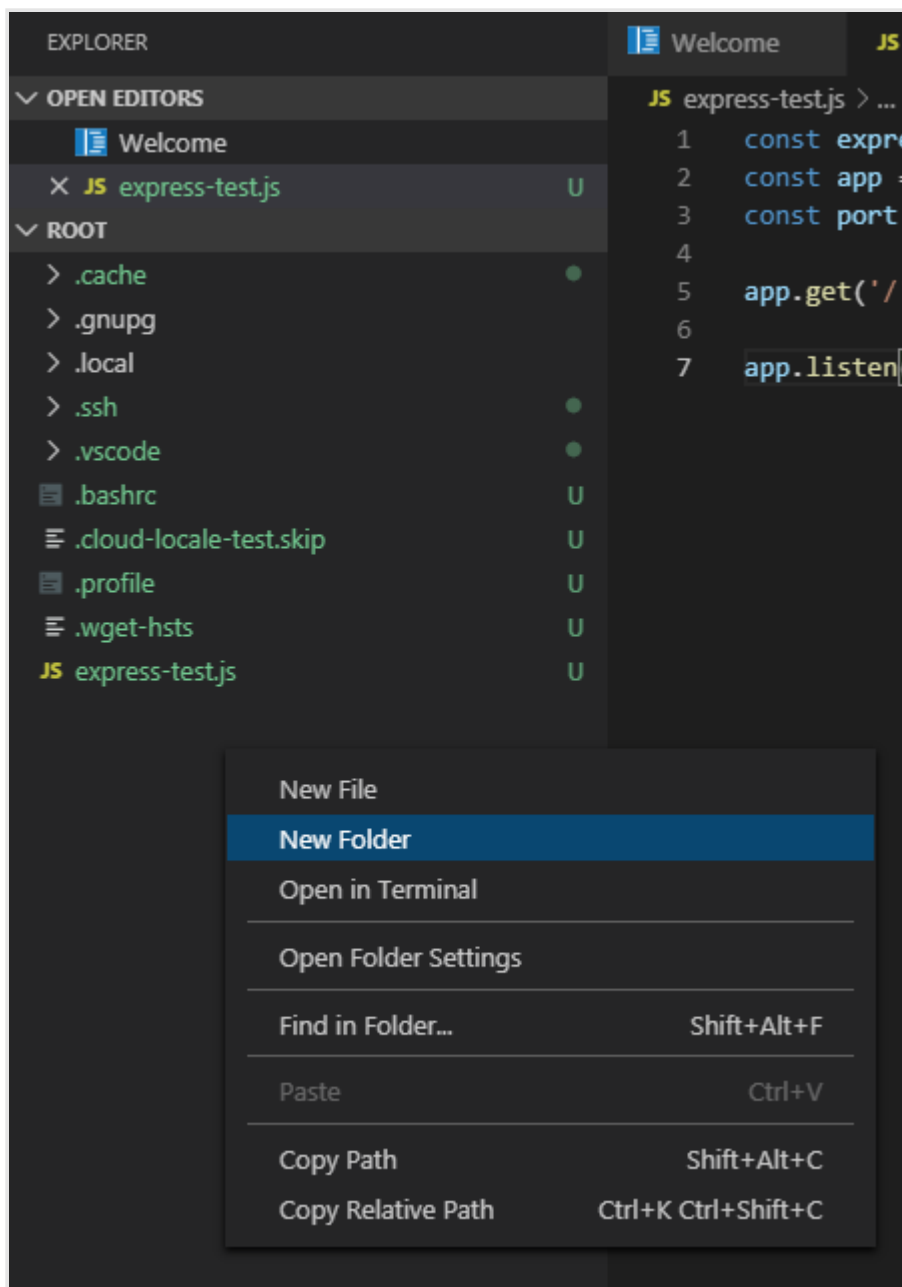 EXPLORER
OPEN EDITORS
Welcome
JS express-test.js U
ROOT
.cache
.gnupg
.local
.ssh
.vscode
.bashrc U
.cloud-locale-test.skip U
.profile U
.wget-hsts U
JS express-test.js U
Welcome JS
JS express-test.js > ...
1 const expre
2 const app =
3 const port
4
5 app.get('/
6
7 app.listen(
New File
New Folder
Open in Terminal
Open Folder Settings
Find in Folder... Shift+Alt+F
Paste Ctrl+V
Copy Path Shift+Alt+C
Copy Relative Path Ctrl+K Ctrl+Shift+C